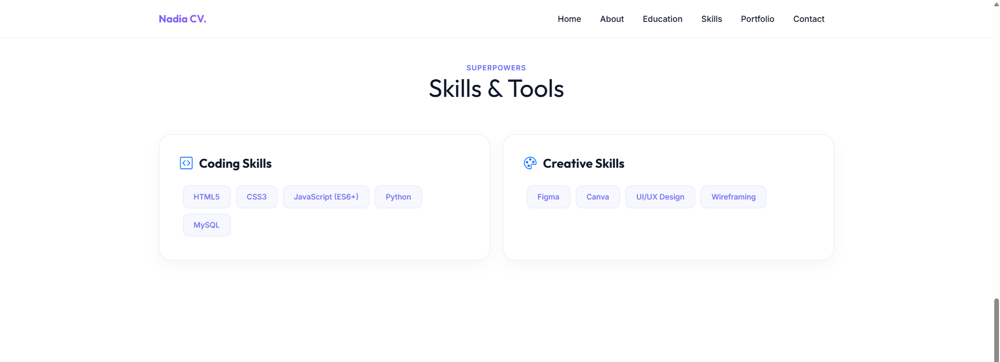 Nadia CV.
Home About Education Skills Portfolio Contact
SUPERPOWERS
Skills & Tools
Coding Skills
HTML5 CSS3 JavaScript (ES6+) Python
MySQL
Creative Skills
Figma Canva UI/UX Design Wireframing